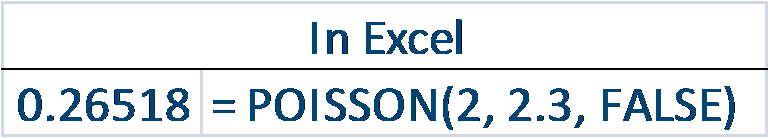 In Excel
0.26518 = POISSON(2, 2.3, FALSE)